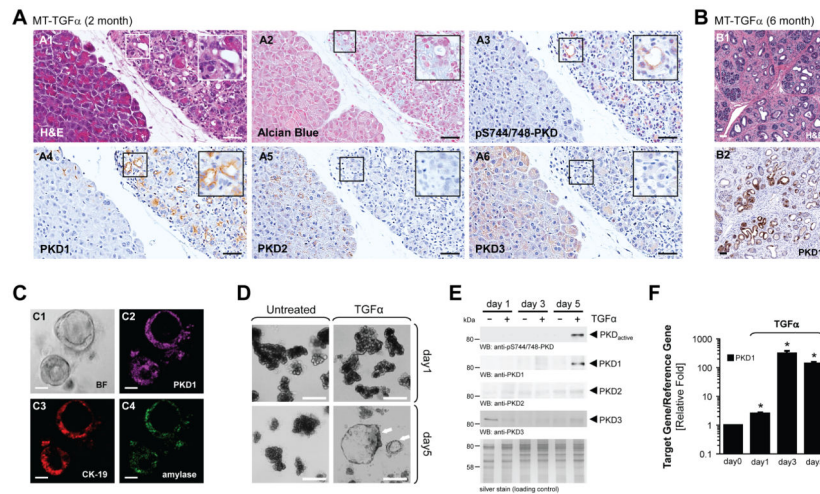 A MT-TGFα (2 month)
A1
H&E
A2
Alcian Blue
A3
pS744/748-PKD
A4
PKD1
A5
PKD2
A6
PKD3
B MT-TGFα (6 month)
B1
H&
B2
PKD1
C
C1
BF
C2
PKD1
C3
CK-19
C4
amylase
D
Untreated TGFα
day1
day5
E
day 1 day 3 day 5
− + − + − + TGFα
kDa
PKDactive
80
WB: anti-pS744/748-PKD
PKD1
80
WB: anti-PKD1
PKD2
80
WB: anti-PKD2
PKD3
80
WB: anti-PKD3
80
58
silver stain (loading control)
F
TGFα
Target Gene/Reference Gene
[Relative Fold]
1000
100
10
1
0.1
PKD1
* * *
day0 day1 day3 day